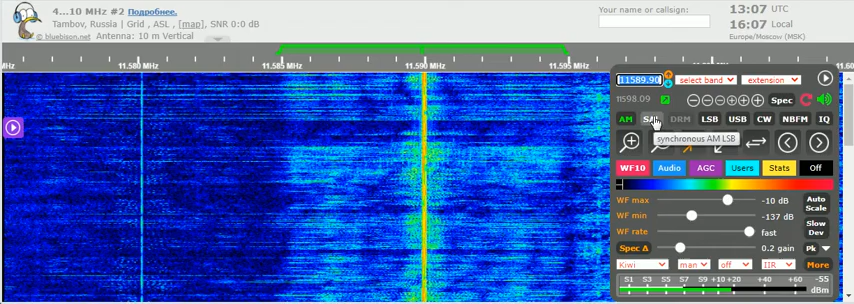 4...10 MHz #2 Подробнее.
Tambov, Russia | Grid , ASL , [map], SNR 0:0 dB
© bluebison.net Antenna: 10 m Vertical
Your name or callsign:
13:07 UTC
16:07 Local
Europe/Moscow (MSK)
MHz 11.580 MHz 11.585 MHz 11.590 MHz 11.595 MHz 11.60
11589.90 select band extension
11598.09 Spec
AM SA DRM LSB USB CW NBFM IQ
synchronous AM LSB
WF10 Audio AGC Users Stats Off
WF max -10 dB Auto Scale
WF min -137 dB
WF rate fast Slow Dev
Spec Δ 0.2 gain Pk
Kiwi man off IIR More
S1 S3 S5 S7 S9 +10 +20 +40 +60 -55 dBm